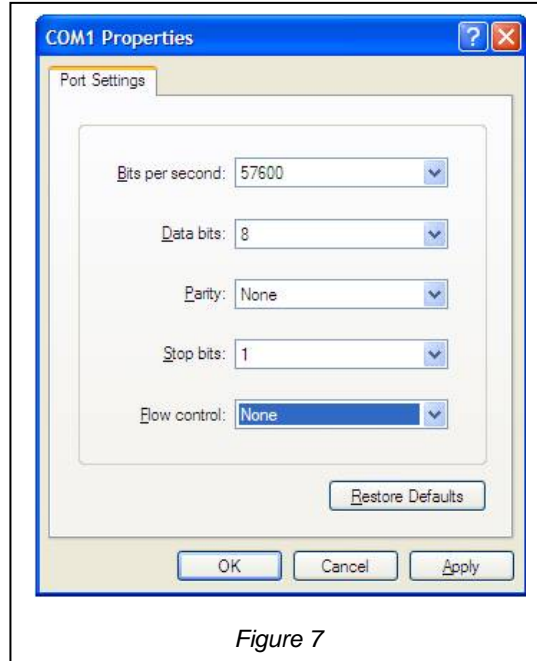 COM1 Properties
Port Settings
Bits per second: 57600
Data bits: 8
Parity: None
Stop bits: 1
Flow control: None
Restore Defaults
OK Cancel Apply
Figure 7